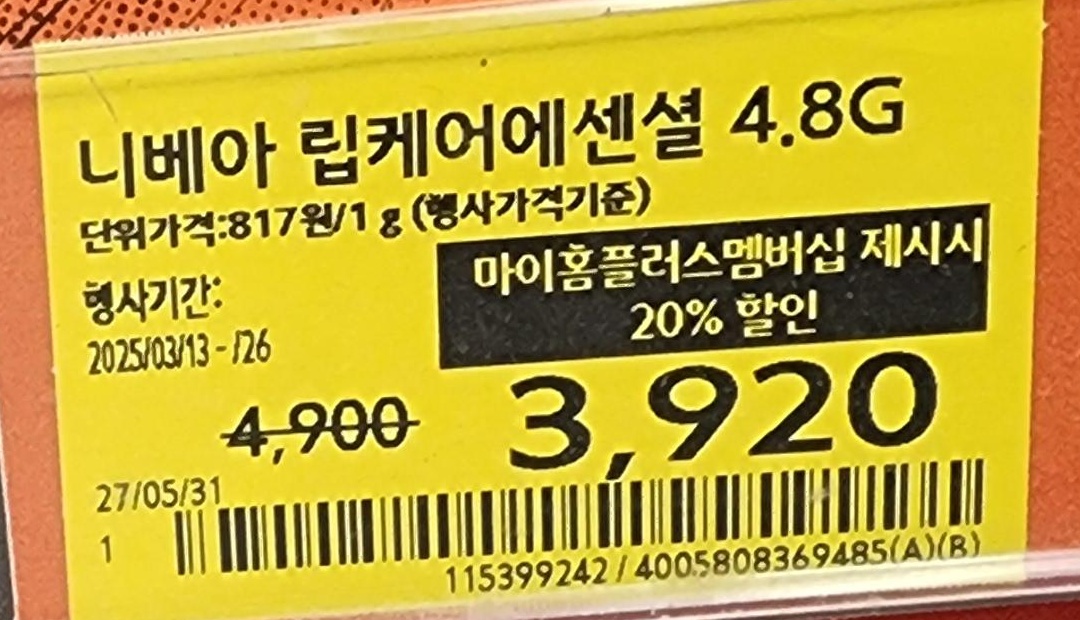 니베아 립케어에센셜 4.8G
단위가격:817원/1 g (행사가격기준)
마이홈플러스멤버십 제시시
20% 할인
행사기간:
2025/03/13 - /26
4,900
3,920
27/05/31
1
115399242 / 4005808369485(A)(B)